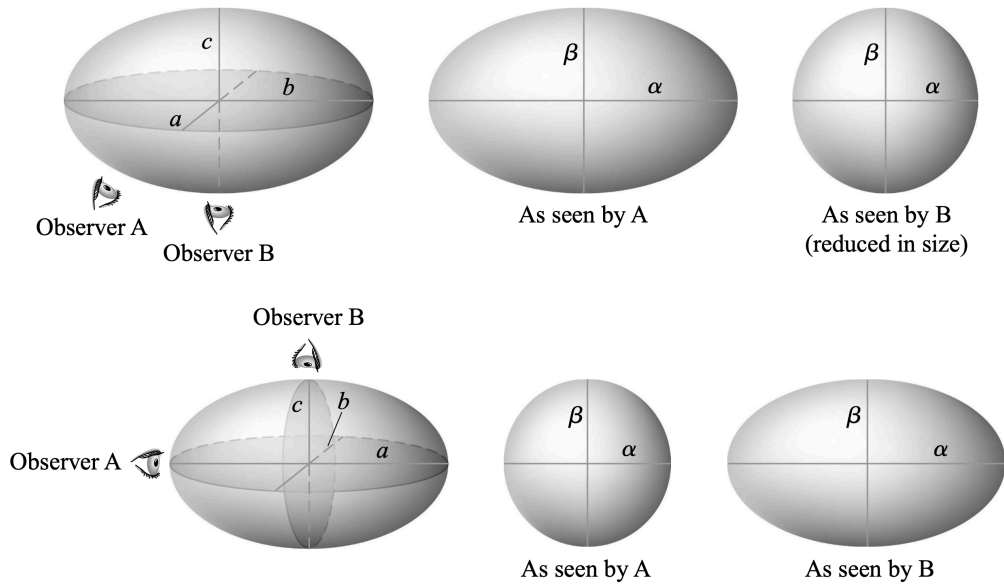 c
b
a
β
α
β
α
Observer A
Observer B
As seen by A
As seen by B
(reduced in size)
Observer B
c
b
a
Observer A
β
α
β
α
As seen by A
As seen by B